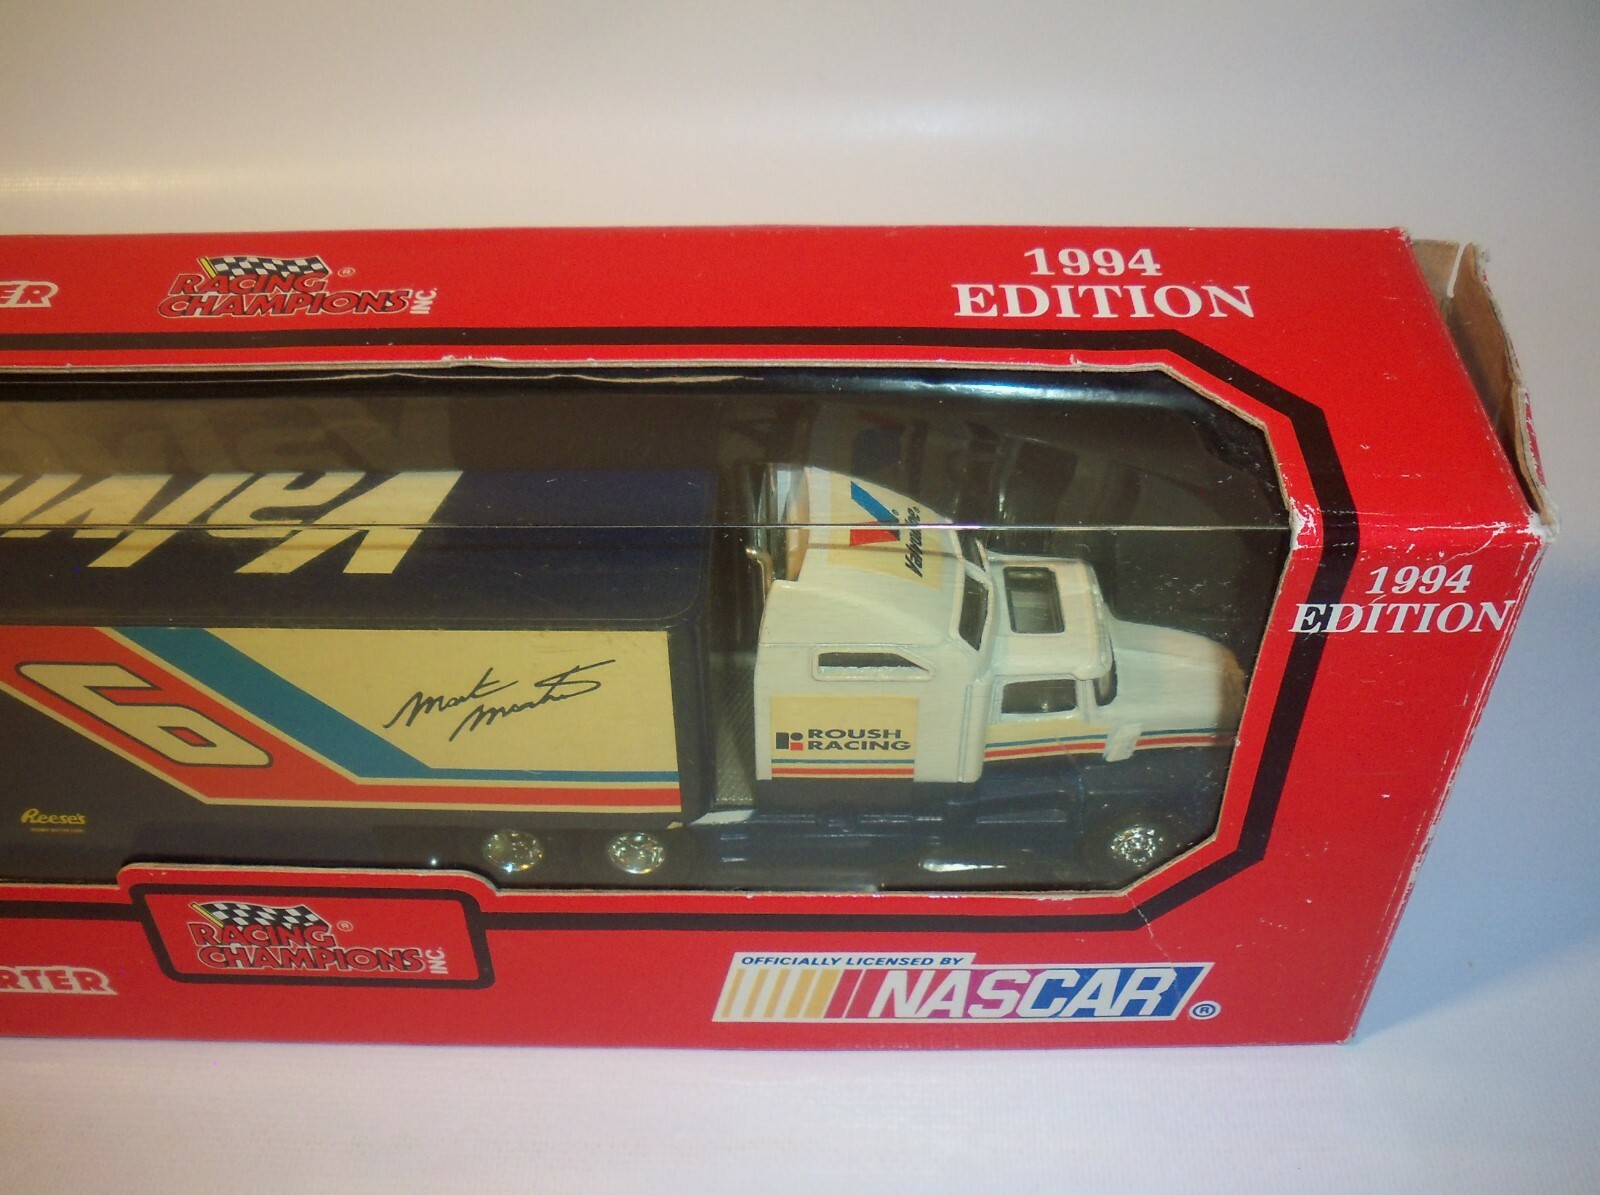 RACING
CHAMPIONS INC.
®
1994
EDITION
Valvoline®
1994
EDITION
6
Mark Martin
ROUSH
RACING
Reese's
RACING
CHAMPIONS INC.
®
OFFICIALLY LICENSED BY
NASCAR®